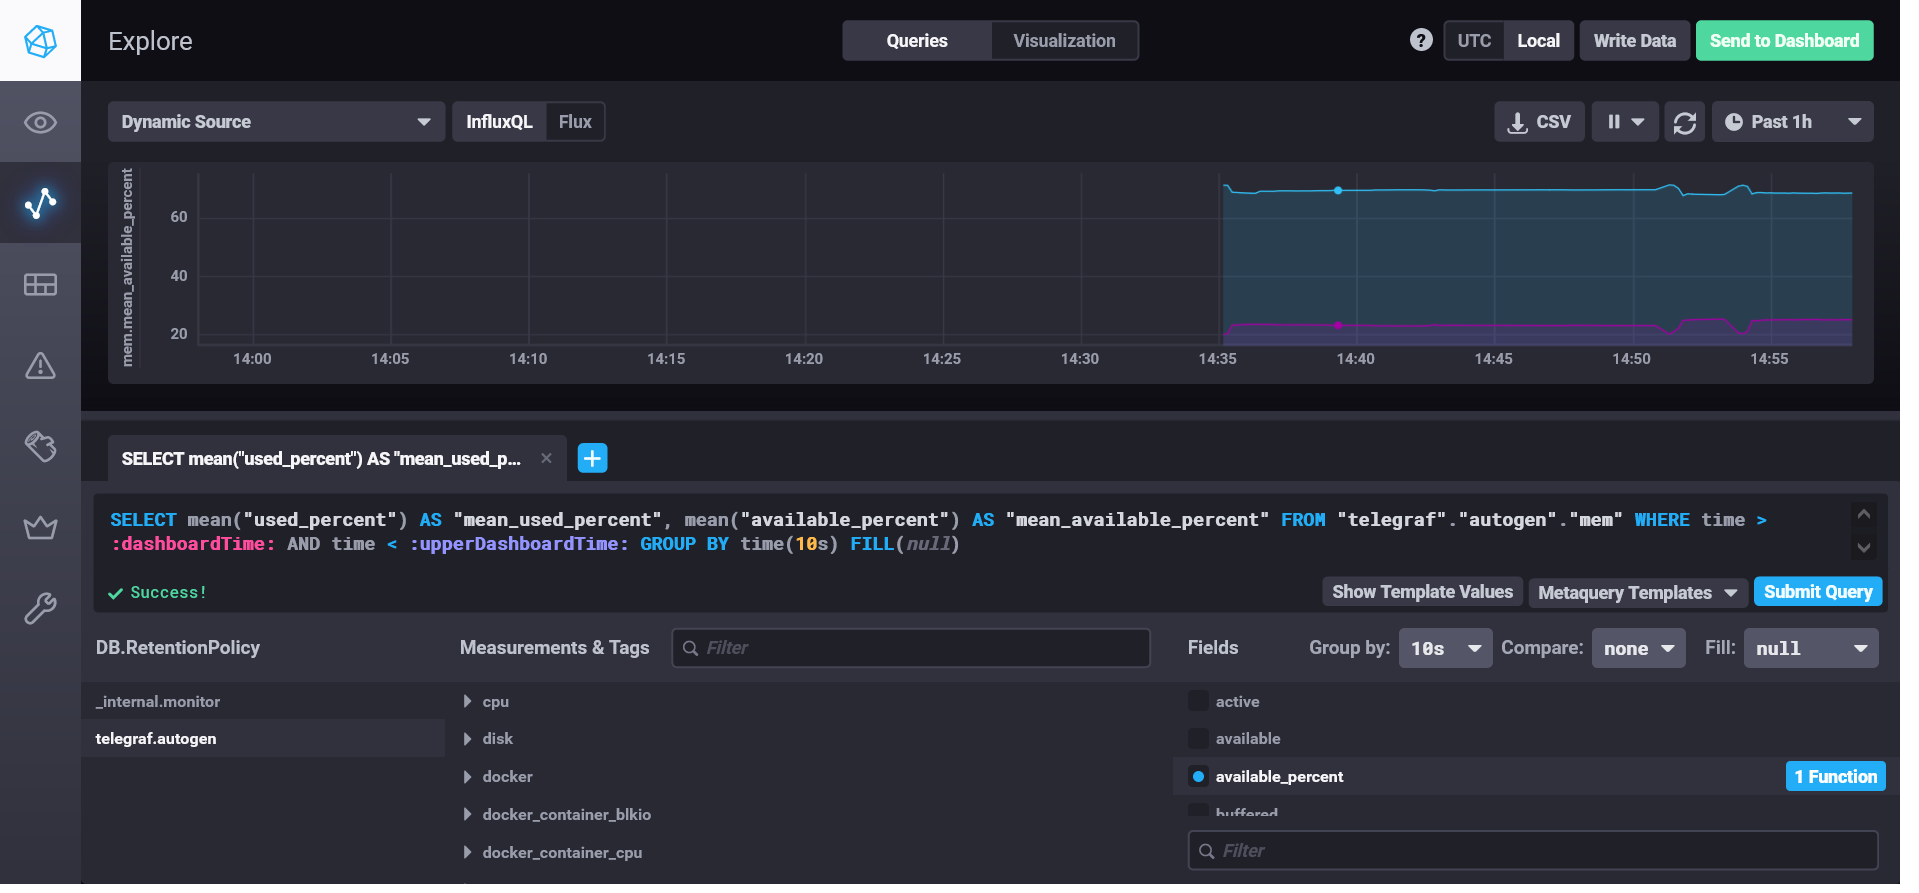 Explore
Queries
Visualization
?
UTC
Local
Write Data
Send to Dashboard
Dynamic Source
InfluxQL
Flux
CSV
Past 1h
mem.mean_available_percent
60
40
20
14:00
14:05
14:10
14:15
14:20
14:25
14:30
14:35
14:40
14:45
14:50
14:55
SELECT mean("used_percent") AS "mean_used_p...
SELECT mean("used_percent") AS "mean_used_percent", mean("available_percent") AS "mean_available_percent" FROM "telegraf"."autogen"."mem" WHERE time >
:dashboardTime: AND time < :upperDashboardTime: GROUP BY time(10s) FILL(null)
Success!
Show Template Values
Metaquery Templates
Submit Query
DB.RetentionPolicy
Measurements & Tags
Filter
Fields
Group by:
10s
Compare:
none
Fill:
null
_internal.monitor
telegraf.autogen
cpu
disk
docker
docker_container_blkio
docker_container_cpu
active
available
available_percent
1 Function
buffered
Filter